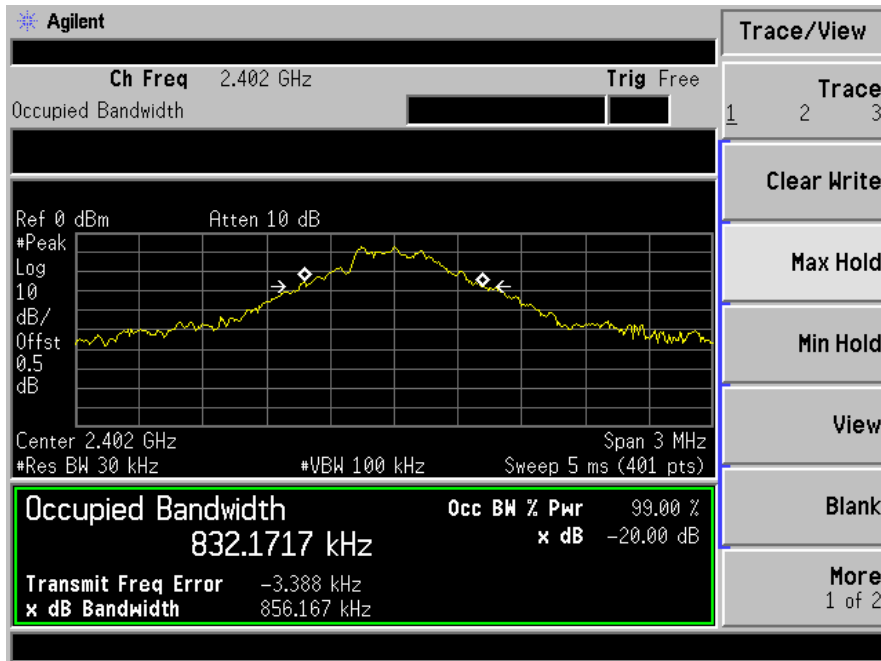 Agilent
Trace/View
Ch Freq 2.402 GHz Trig Free
Occupied Bandwidth
Trace
1 2 3
Clear Write
Max Hold
Min Hold
View
Blank
More
1 of 2
Ref 0 dBm Atten 10 dB
#Peak
Log
10
dB/
Offst
0.5
dB
Center 2.402 GHz Span 3 MHz
#Res BW 30 kHz #VBW 100 kHz Sweep 5 ms (401 pts)
Occupied Bandwidth Occ BW % Pwr 99.00 %
832.1717 kHz x dB -20.00 dB
Transmit Freq Error -3.388 kHz
x dB Bandwidth 856.167 kHz